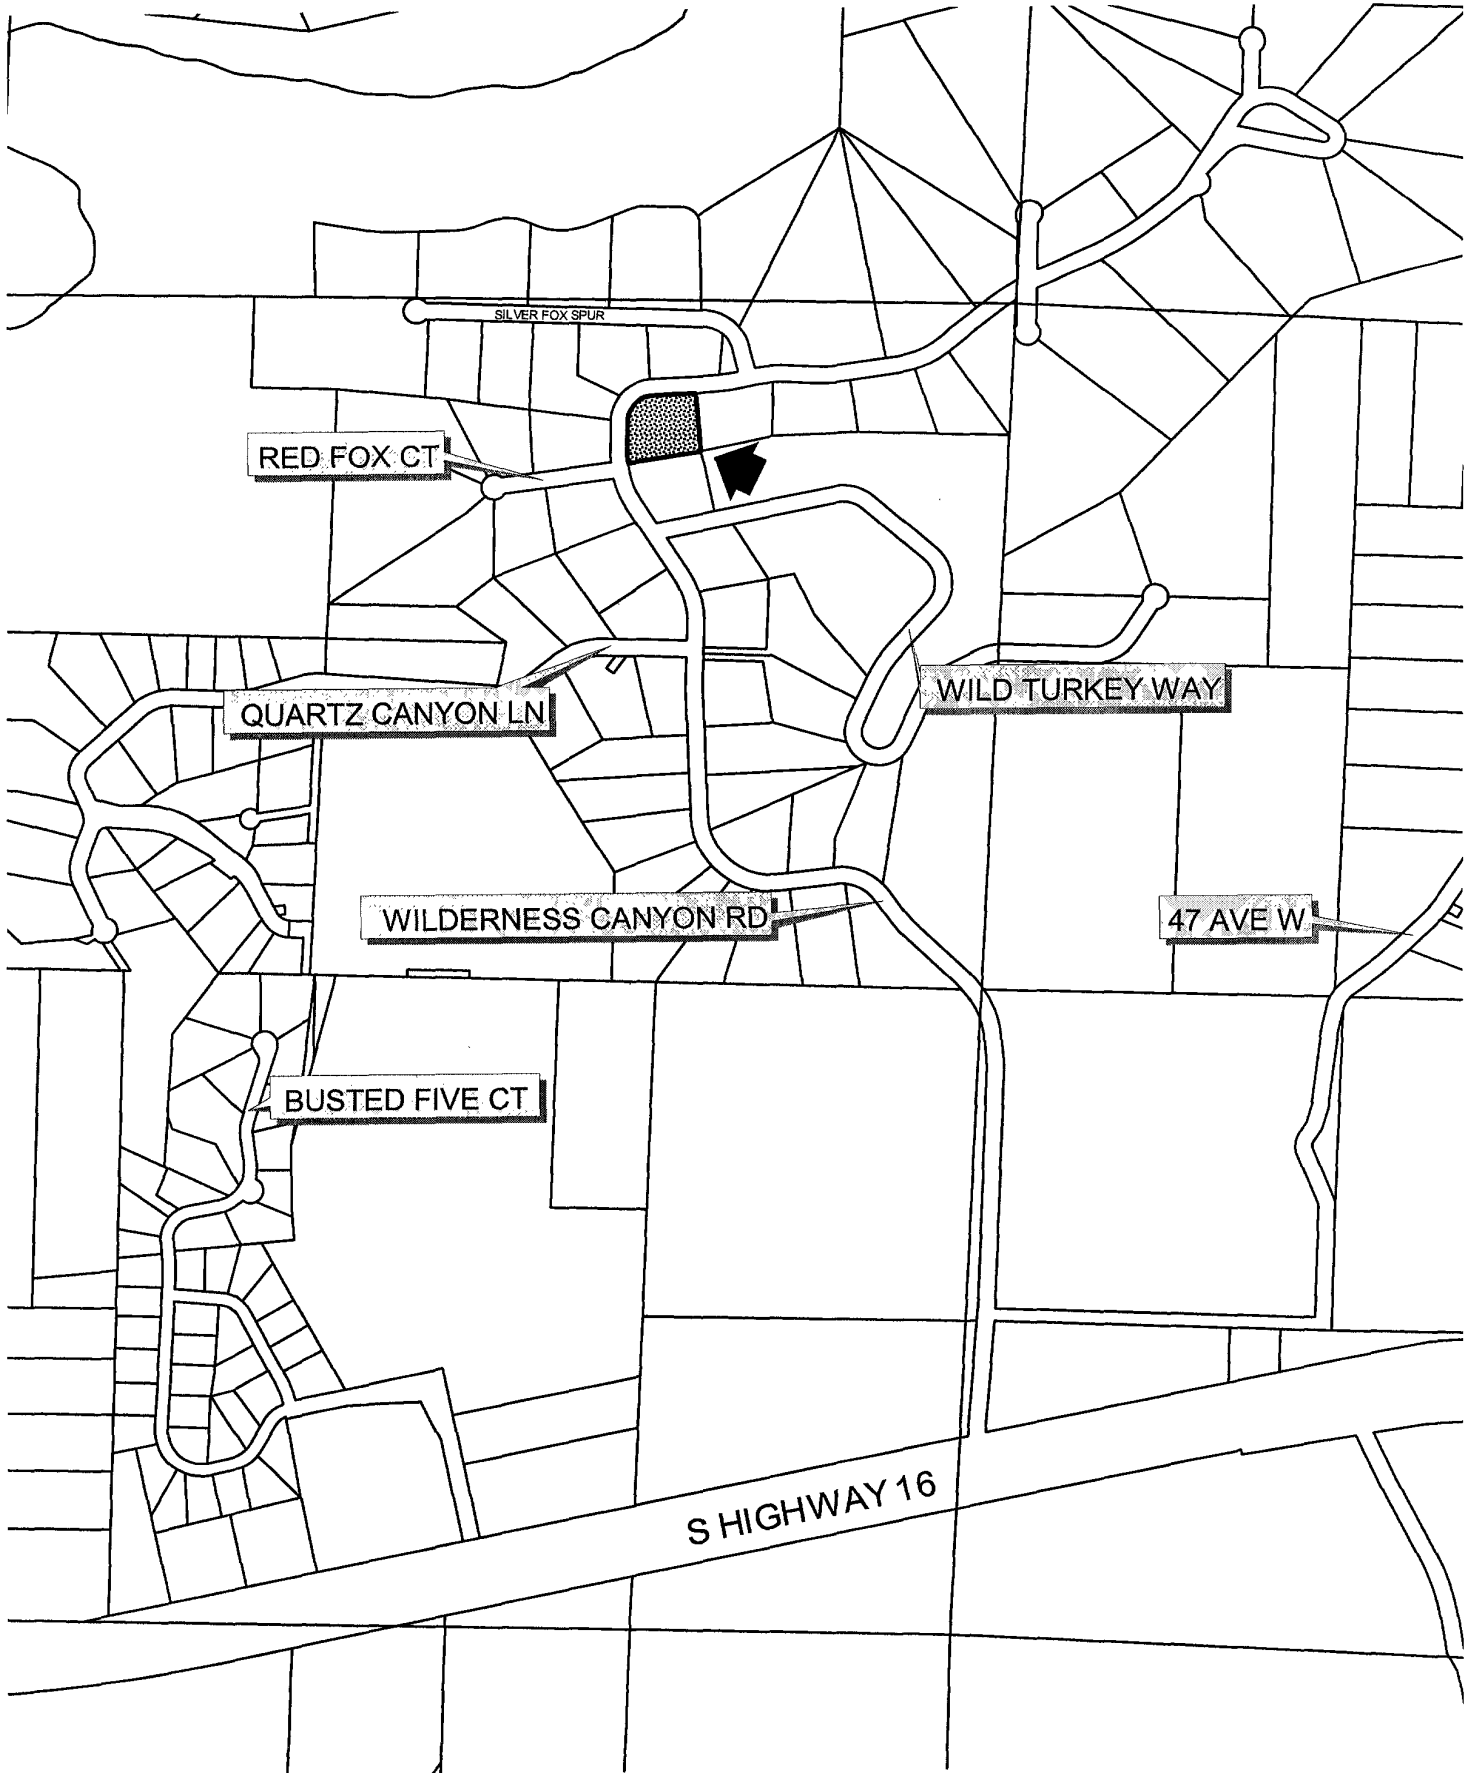 SILVER FOX SPUR
RED FOX CT
WILD TURKEY WAY
QUARTZ CANYON LN
WILDERNESS CANYON RD
47 AVE W
BUSTED FIVE CT
S HIGHWAY 16